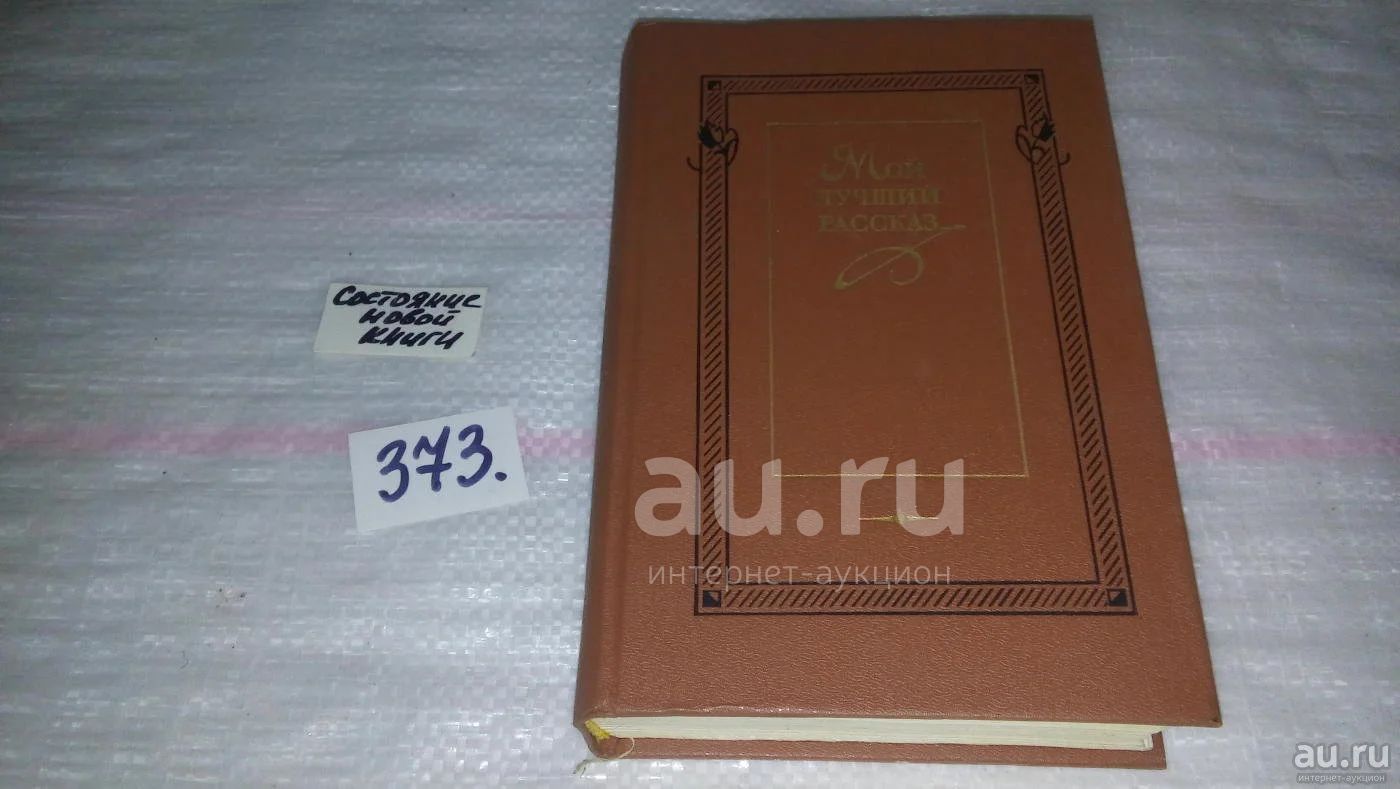 Мой
лучший
рассказ
Состояние
новой
книги
373.
au.ru
интернет-аукцион
au.ru
интернет-аукцион